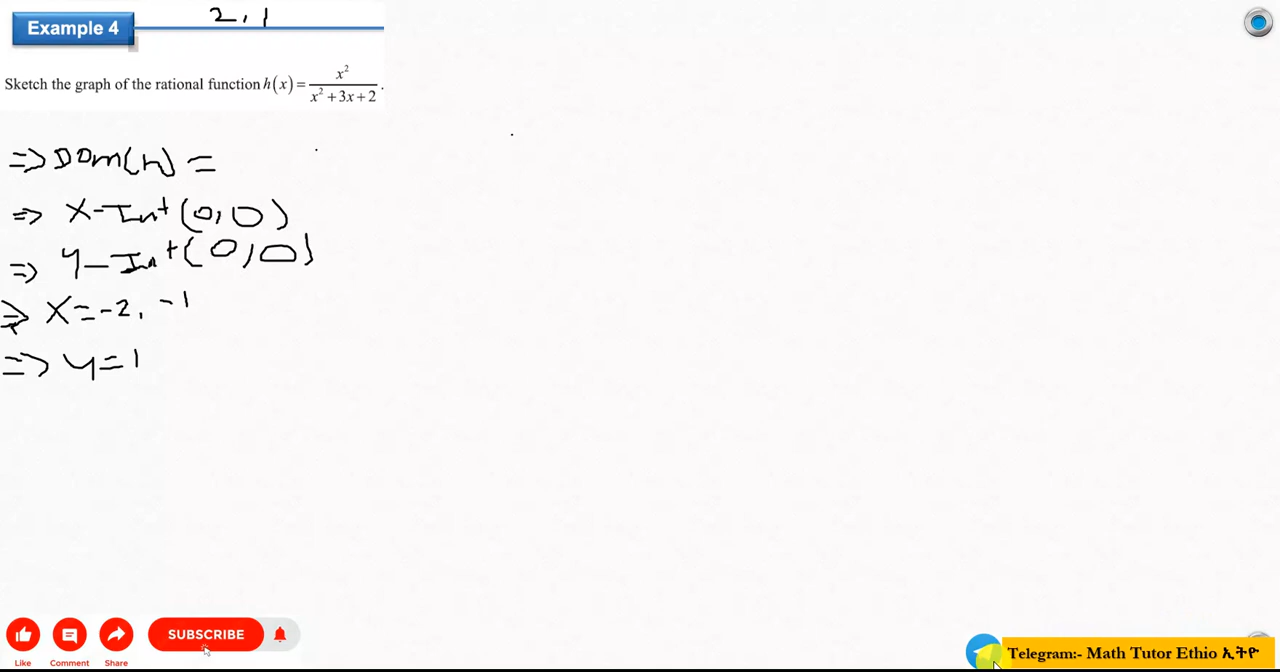 2, 1
Example 4
Sketch the graph of the rational function h(x) = x² / (x² + 3x + 2).
=> DOm(h) =
=> X-Int (0, 0)
=> Y-Int (0, 0)
=> X = -2, -1
=> y = 1
SUBSCRIBE
Like Comment Share
Telegram:- Math Tutor Ethio ኢትዮ